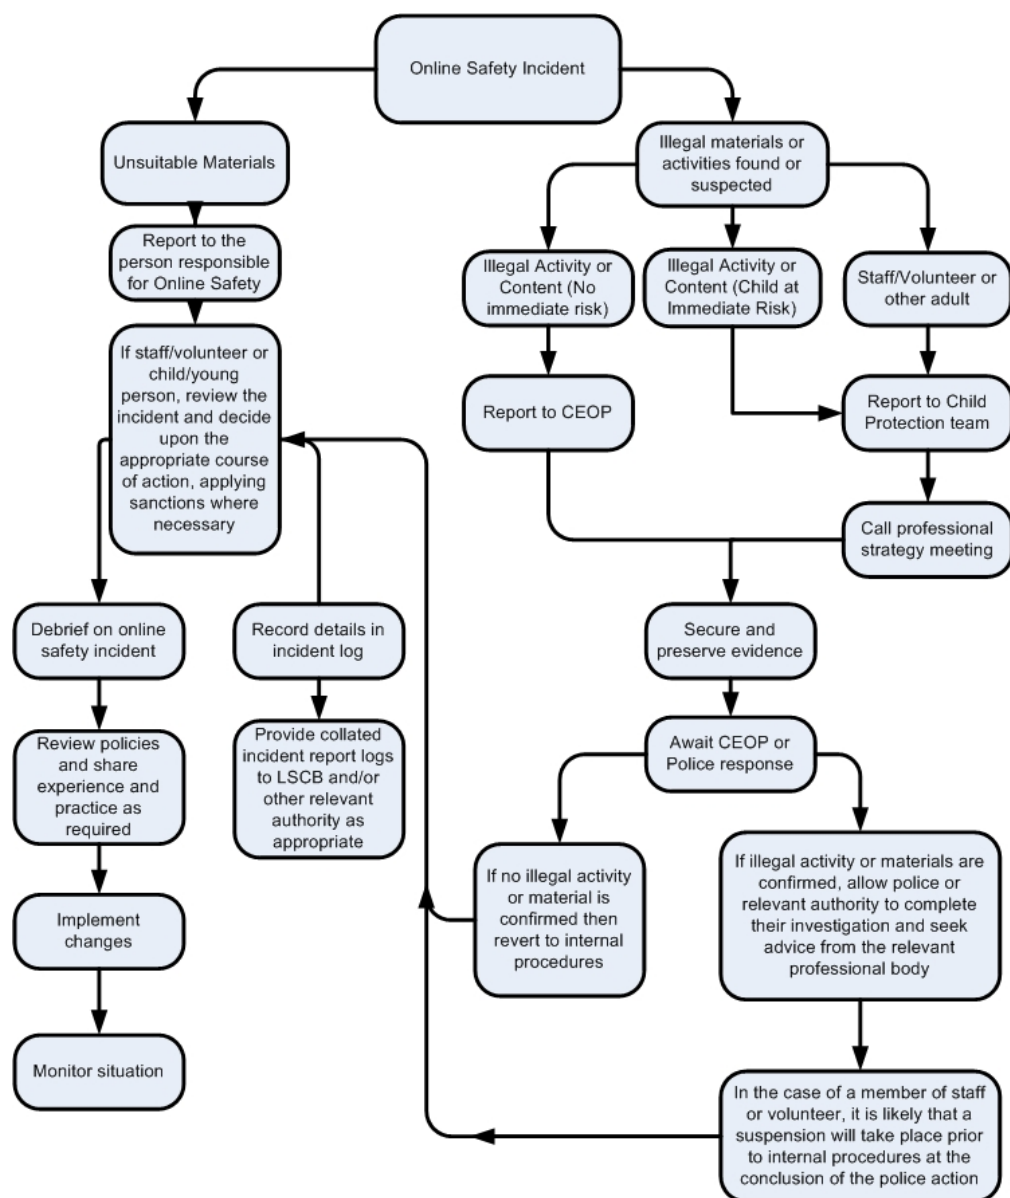 Online Safety Incident
Unsuitable Materials
Illegal materials or
activities found or
suspected
Report to the
person responsible
for Online Safety
Illegal Activity or
Content (No
immediate risk)
Illegal Activity or
Content (Child at
Immediate Risk)
Staff/Volunteer or
other adult
If staff/volunteer or
child/young
person, review the
incident and decide
upon the
appropriate course
of action, applying
sanctions where
necessary
Report to CEOP
Report to Child
Protection team
Call professional
strategy meeting
Debrief on online
safety incident
Record details in
incident log
Secure and
preserve evidence
Review policies
and share
experience and
practice as
required
Provide collated
incident report logs
to LSCB and/or
other relevant
authority as
appropriate
Await CEOP or
Police response
If no illegal activity
or material is
confirmed then
revert to internal
procedures
If illegal activity or materials are
confirmed, allow police or
relevant authority to complete
their investigation and seek
advice from the relevant
professional body
Implement
changes
Monitor situation
In the case of a member of staff
or volunteer, it is likely that a
suspension will take place prior
to internal procedures at the
conclusion of the police action